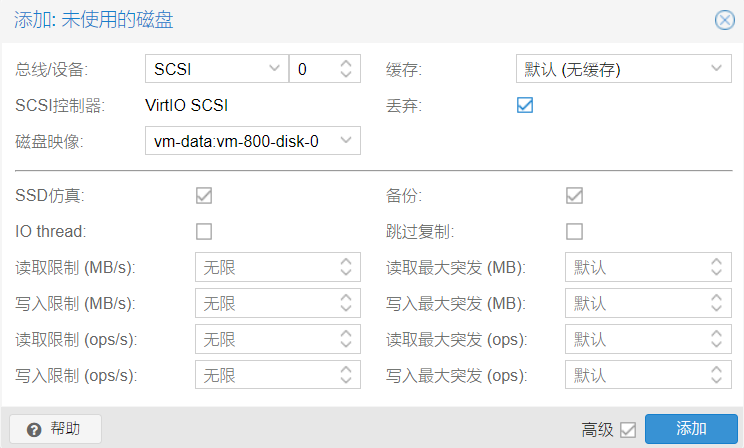 添加: 未使用的磁盘
总线/设备: SCSI 0 缓存: 默认 (无缓存)
SCSI控制器: VirtIO SCSI 丢弃:
磁盘映像: vm-data:vm-800-disk-0
SSD仿真: 备份:
IO thread: 跳过复制:
读取限制 (MB/s): 无限 读取最大突发 (MB): 默认
写入限制 (MB/s): 无限 写入最大突发 (MB): 默认
读取限制 (ops/s): 无限 读取最大突发 (ops): 默认
写入限制 (ops/s): 无限 写入最大突发 (ops): 默认
帮助 高级 添加